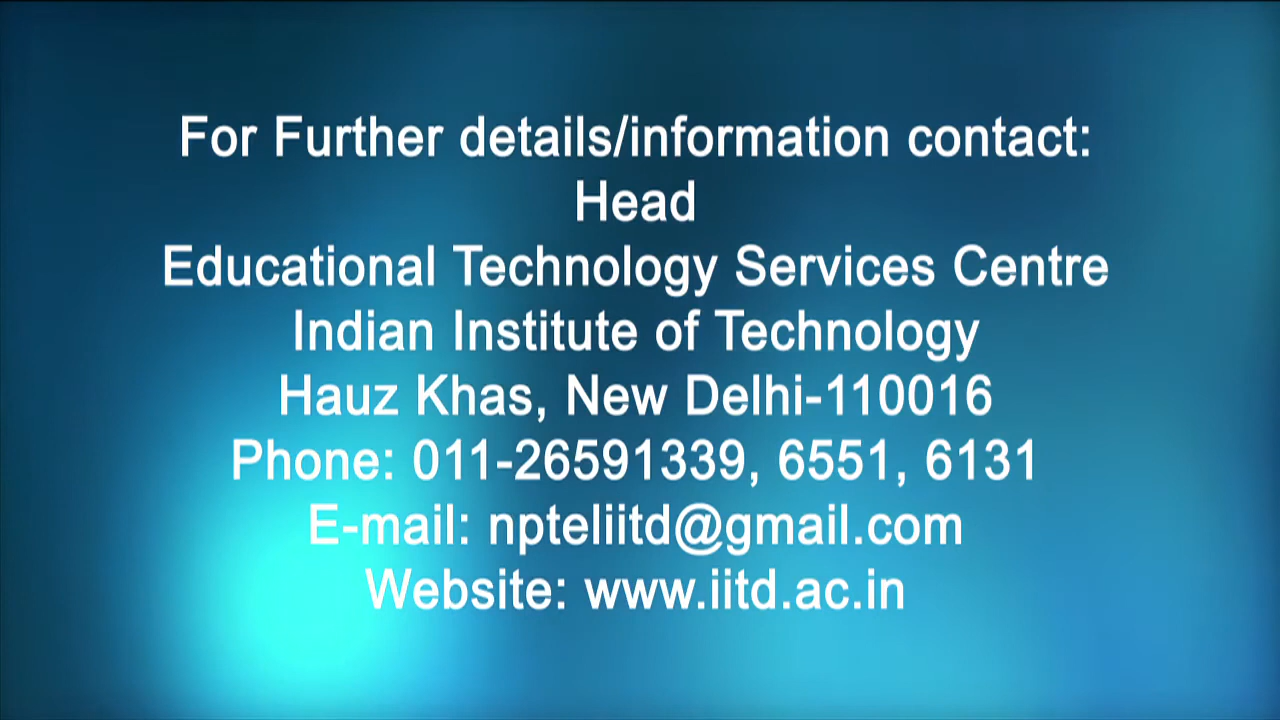 For Further details/information contact:
Head
Educational Technology Services Centre
Indian Institute of Technology
Hauz Khas, New Delhi-110016
Phone: 011-26591339, 6551, 6131
E-mail: npteliitd@gmail.com
Website: www.iitd.ac.in